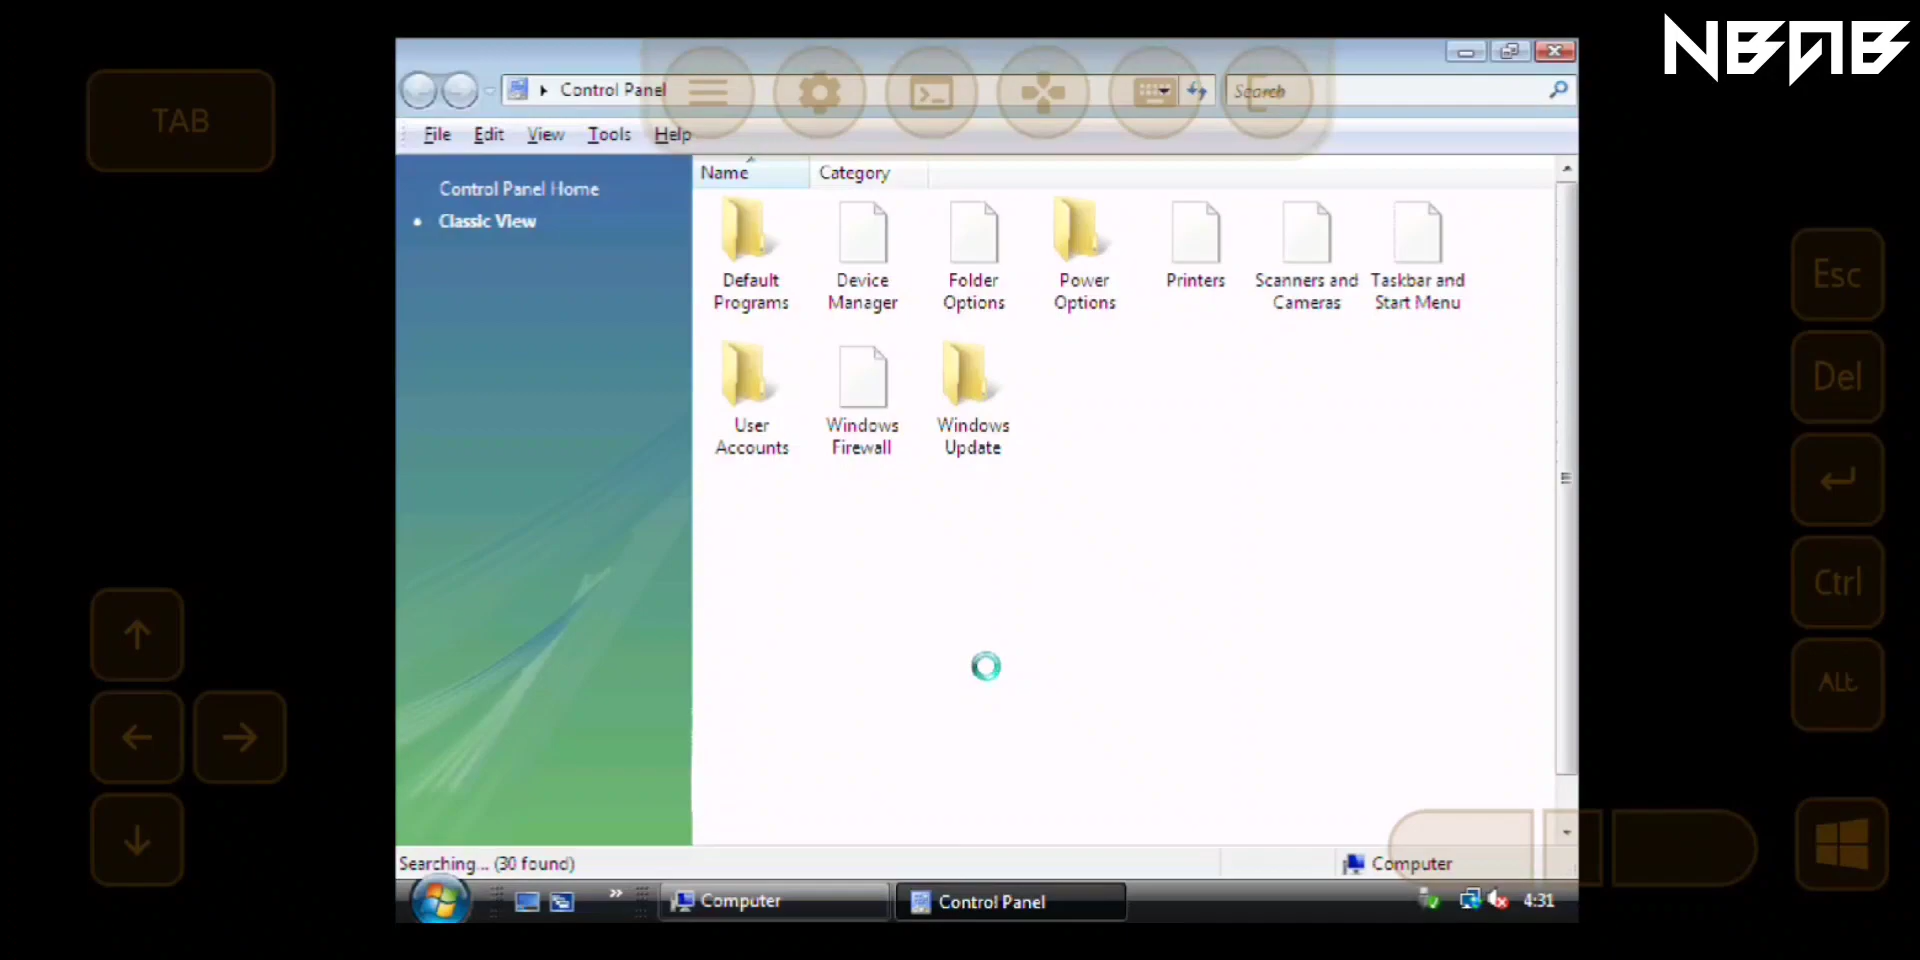 NBAB
TAB
Control Panel
Search
File Edit View Tools Help
Name Category
Control Panel Home
Classic View
Default Programs
Device Manager
Folder Options
Power Options
Printers
Scanners and Cameras
Taskbar and Start Menu
User Accounts
Windows Firewall
Windows Update
Esc
Del
Ctrl
ALt
Searching... (30 found)
Computer
Computer
Control Panel
4:31